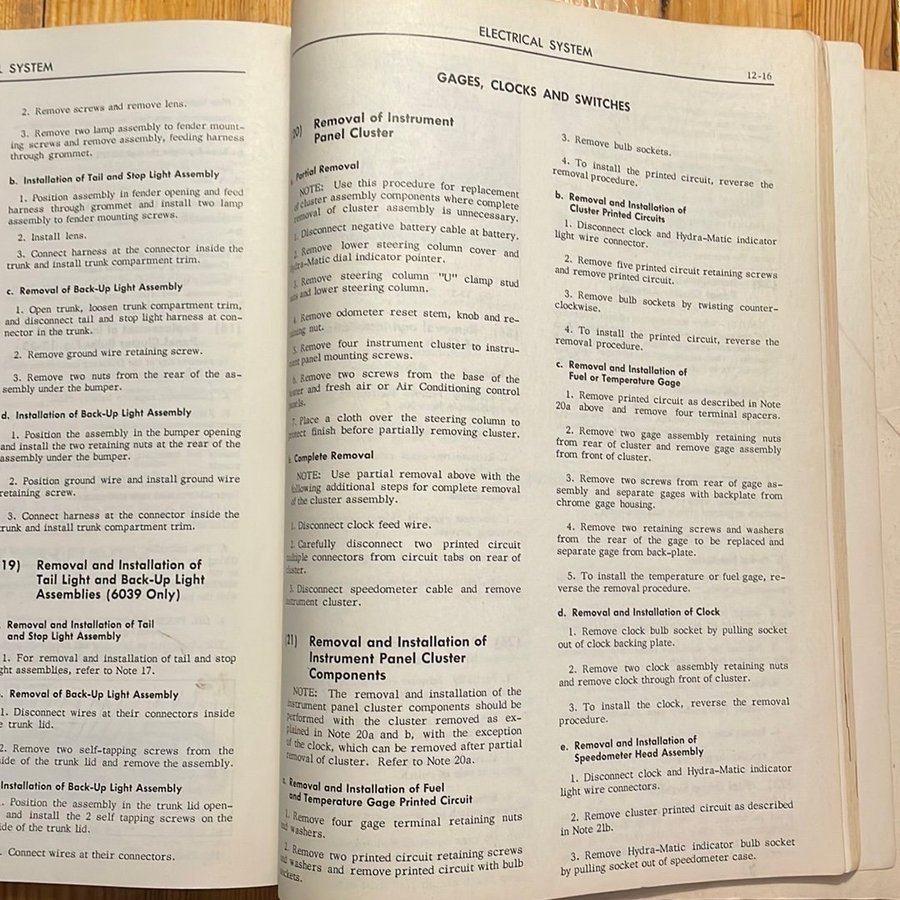 SYSTEM
2. Remove screws and remove lens.
3. Remove two lamp assembly to fender mount-
ing screws and remove assembly, feeding harness
through grommet.
b. Installation of Tail and Stop Light Assembly
1. Position assembly in fender opening and feed
harness through grommet and install two lamp
assembly to fender mounting screws.
2. Install lens.
3. Connect harness at the connector inside the
trunk and install trunk compartment trim.
c. Removal of Back-Up Light Assembly
1. Open trunk, loosen trunk compartment trim,
and disconnect tail and stop light harness at con-
nector in the trunk.
2. Remove ground wire retaining screw.
3. Remove two nuts from the rear of the as-
sembly under the bumper.
d. Installation of Back-Up Light Assembly
1. Position the assembly in the bumper opening
and install the two retaining nuts at the rear of the
assembly under the bumper.
2. Position ground wire and install ground wire
retaining screw.
3. Connect harness at the connector inside the
trunk and install trunk compartment trim.
19) Removal and Installation of
Tail Light and Back-Up Light
Assemblies (6039 Only)
Removal and Installation of Tail
and Stop Light Assembly
1. For removal and installation of tail and stop
ght assemblies, refer to Note 17.
. Removal of Back-Up Light Assembly
1. Disconnect wires at their connectors inside
e trunk lid.
2. Remove two self-tapping screws from the
ide of the trunk lid and remove the assembly.
Installation of Back-Up Light Assembly
. Position the assembly in the trunk lid open-
and install the 2 self tapping screws on the
ide of the trunk lid.
. Connect wires at their connectors.
ELECTRICAL SYSTEM
12-16
GAGES, CLOCKS AND SWITCHES
20) Removal of Instrument
Panel Cluster
Partial Removal
NOTE: Use this procedure for replacement
of cluster assembly components where complete
removal of cluster assembly is unnecessary.
1. Disconnect negative battery cable at battery.
2. Remove lower steering column cover and
Hydra-Matic dial indicator pointer.
3. Remove steering column "U" clamp stud
nuts and lower steering column.
4. Remove odometer reset stem, knob and re-
taining nut.
5. Remove four instrument cluster to instru-
ment panel mounting screws.
6. Remove two screws from the base of the
and fresh air or Air Conditioning control
7. Place a cloth over the steering column to
protect finish before partially removing cluster.
Complete Removal
NOTE: Use partial removal above with the
following additional steps for complete removal
of the cluster assembly.
1. Disconnect clock feed wire.
2. Carefully disconnect two printed circuit
multiple connectors from circuit tabs on rear of
cluster.
3. Disconnect speedometer cable and remove
instrument cluster.
(21) Removal and Installation of
Instrument Panel Cluster
Components
NOTE: The removal and installation of the
instrument panel cluster components should be
performed with the cluster removed as ex-
plained in Note 20a and b, with the exception
of the clock, which can be removed after partial
removal of cluster. Refer to Note 20a.
a. Removal and Installation of Fuel
and Temperature Gage Printed Circuit
1. Remove four gage terminal retaining nuts
and washers.
2. Remove two printed circuit retaining screws
and washers and remove printed circuit with bulb
sockets.
3. Remove bulb sockets.
4. To install the printed circuit, reverse the
removal procedure.
b. Removal and Installation of
Cluster Printed Circuits
1. Disconnect clock and Hydra-Matic indicator
light wire connector.
2. Remove five printed circuit retaining screws
and remove printed circuit.
3. Remove bulb sockets by twisting counter-
clockwise.
4. To install the printed circuit, reverse the
removal procedure.
c. Removal and Installation of
Fuel or Temperature Gage
1. Remove printed circuit as described in Note
20a above and remove four terminal spacers.
2. Remove two gage assembly retaining nuts
from rear of cluster and remove gage assembly
from front of cluster.
3. Remove two screws from rear of gage as-
sembly and separate gages with backplate from
chrome gage housing.
4. Remove two retaining screws and washers
from the rear of the gage to be replaced and
separate gage from back-plate.
5. To install the temperature or fuel gage, re-
verse the removal procedure.
d. Removal and Installation of Clock
1. Remove clock bulb socket by pulling socket
out of clock backing plate.
2. Remove two clock assembly retaining nuts
and remove clock through front of cluster.
3. To install the clock, reverse the removal
procedure.
e. Removal and Installation of
Speedometer Head Assembly
1. Disconnect clock and Hydra-Matic indicator
light wire connectors.
2. Remove cluster printed circuit as described
in Note 21b.
3. Remove Hydra-Matic indicator bulb socket
by pulling socket out of speedometer case.